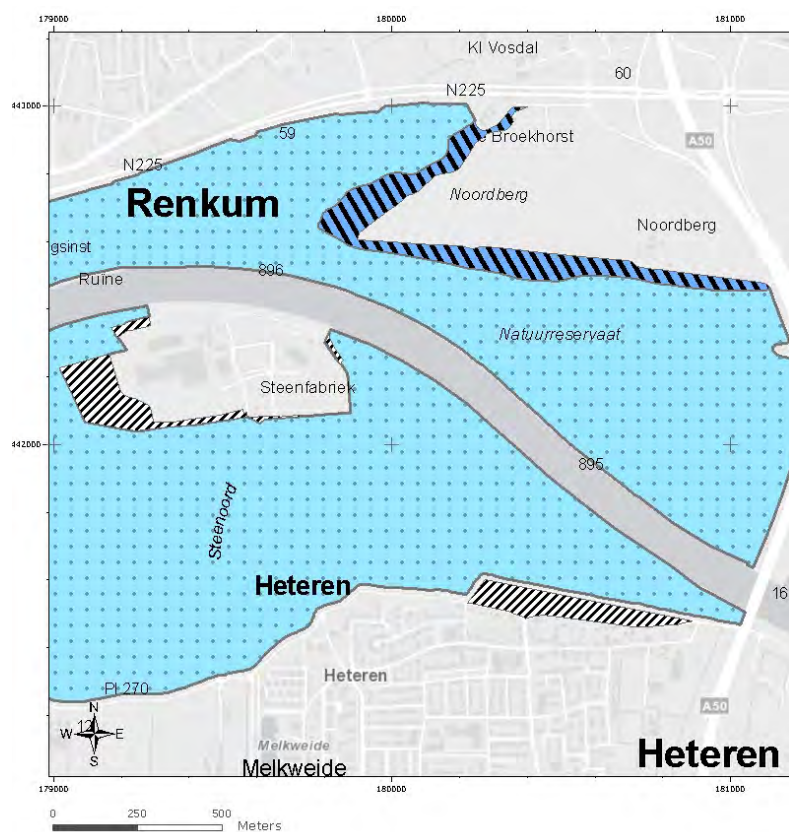 179000 180000 181000
Kl Vosdal
60
N225
443000
59
A50
e Broekhorst
N225
Noordberg
Renkum
Noordberg
gsinst
896
Ruine
Natuurreservaat
Steenfabriek
442000
895
Steenoord
Heteren
16
Heteren
Pl 270
A50
N
12
W E
S
Melkweide
Heteren
Melkweide
179000 180000 181000
0 250 500
Meters